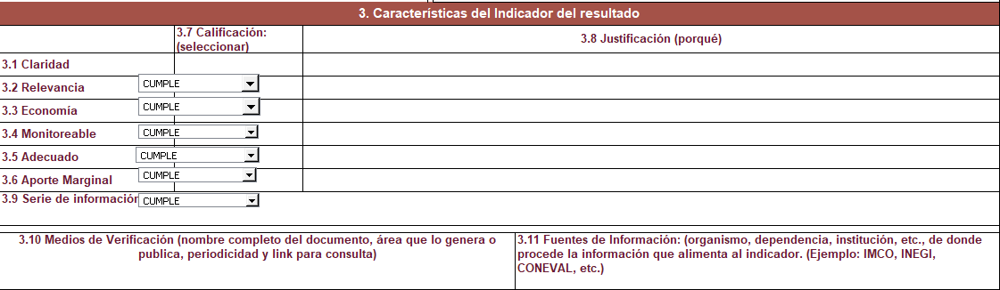 3. Características del Indicador del resultado
3.7 Calificación:
(seleccionar)
3.8 Justificación (porqué)
3.1 Claridad
3.2 Relevancia
CUMPLE
3.3 Economía
CUMPLE
3.4 Monitoreable
CUMPLE
3.5 Adecuado
CUMPLE
3.6 Aporte Marginal
CUMPLE
3.9 Serie de información
CUMPLE
3.10 Medios de Verificación (nombre completo del documento, área que lo genera o
publica, periodicidad y link para consulta)
3.11 Fuentes de Información: (organismo, dependencia, institución, etc., de donde
procede la información que alimenta al indicador. (Ejemplo: IMCO, INEGI,
CONEVAL, etc.)